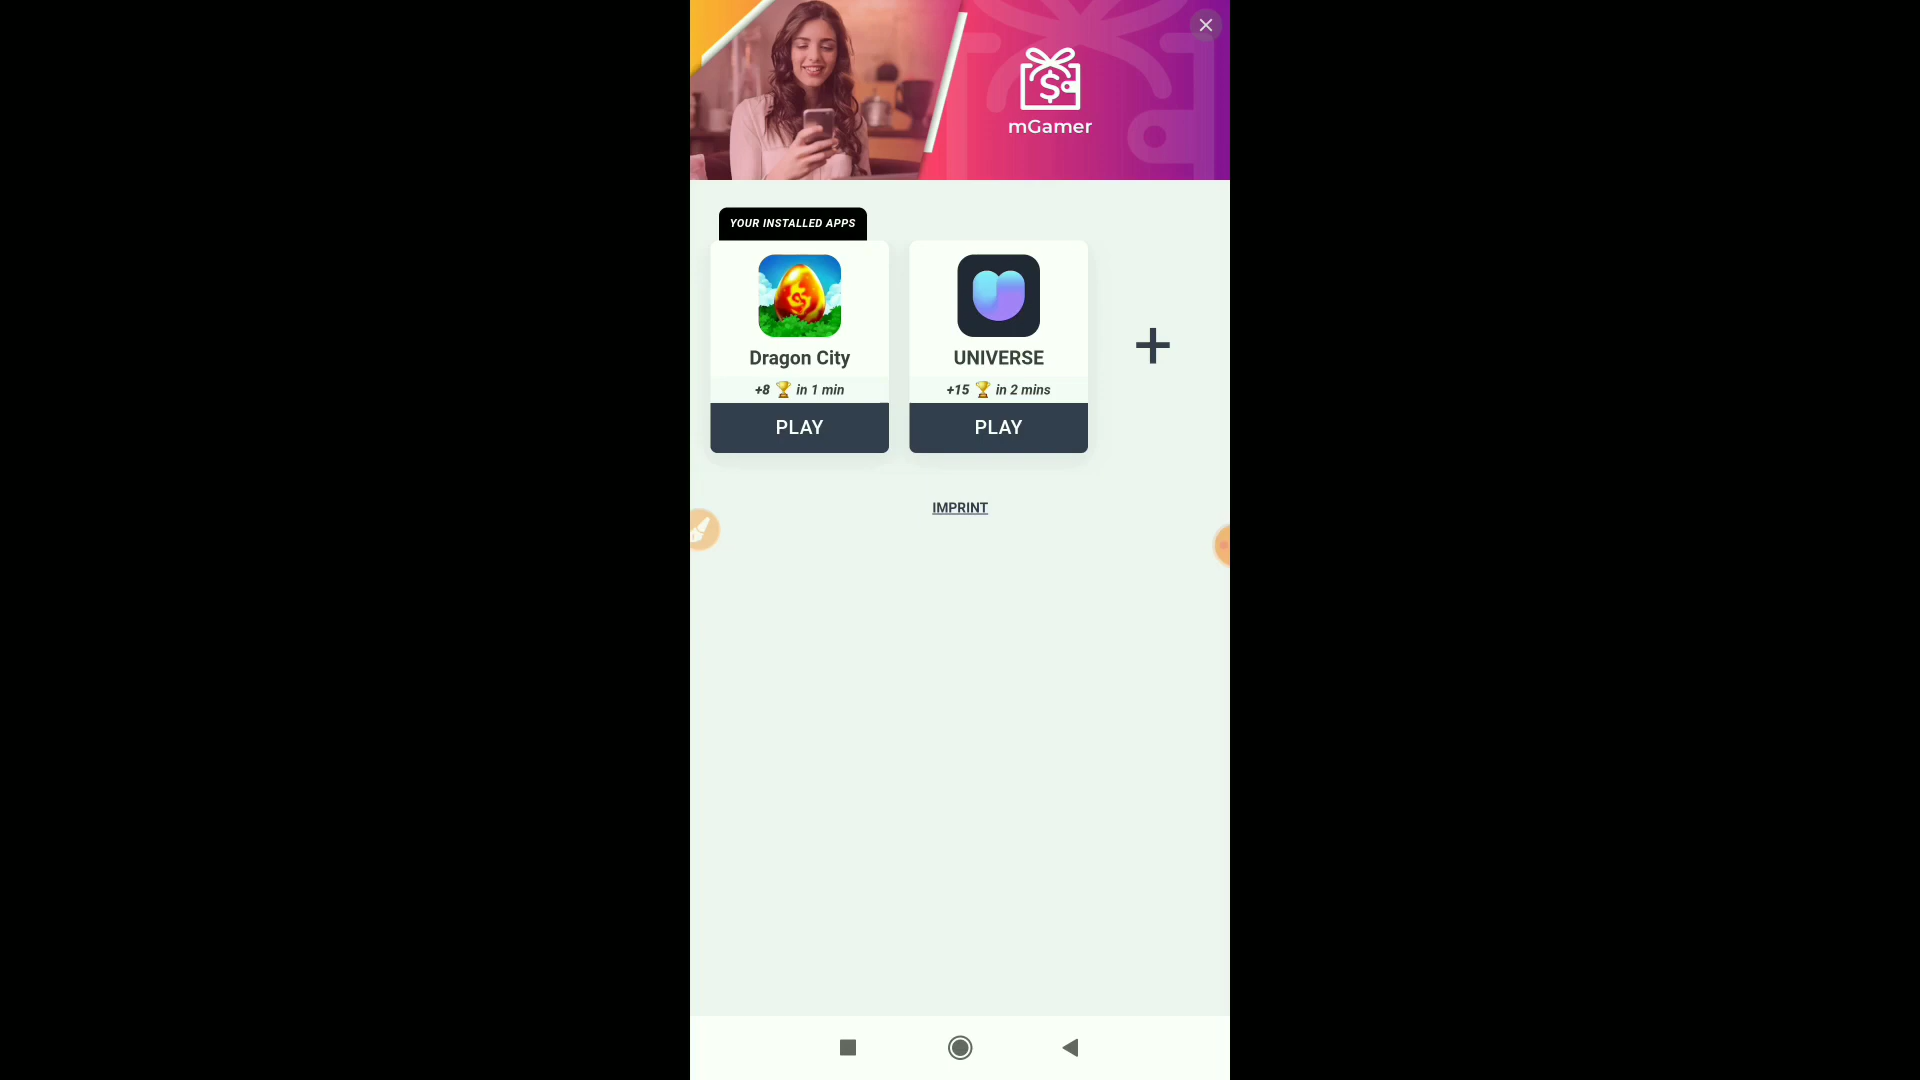 mGamer
YOUR INSTALLED APPS
Dragon City
+8 🏆 in 1 min
PLAY
UNIVERSE
+15 🏆 in 2 mins
PLAY
IMPRINT